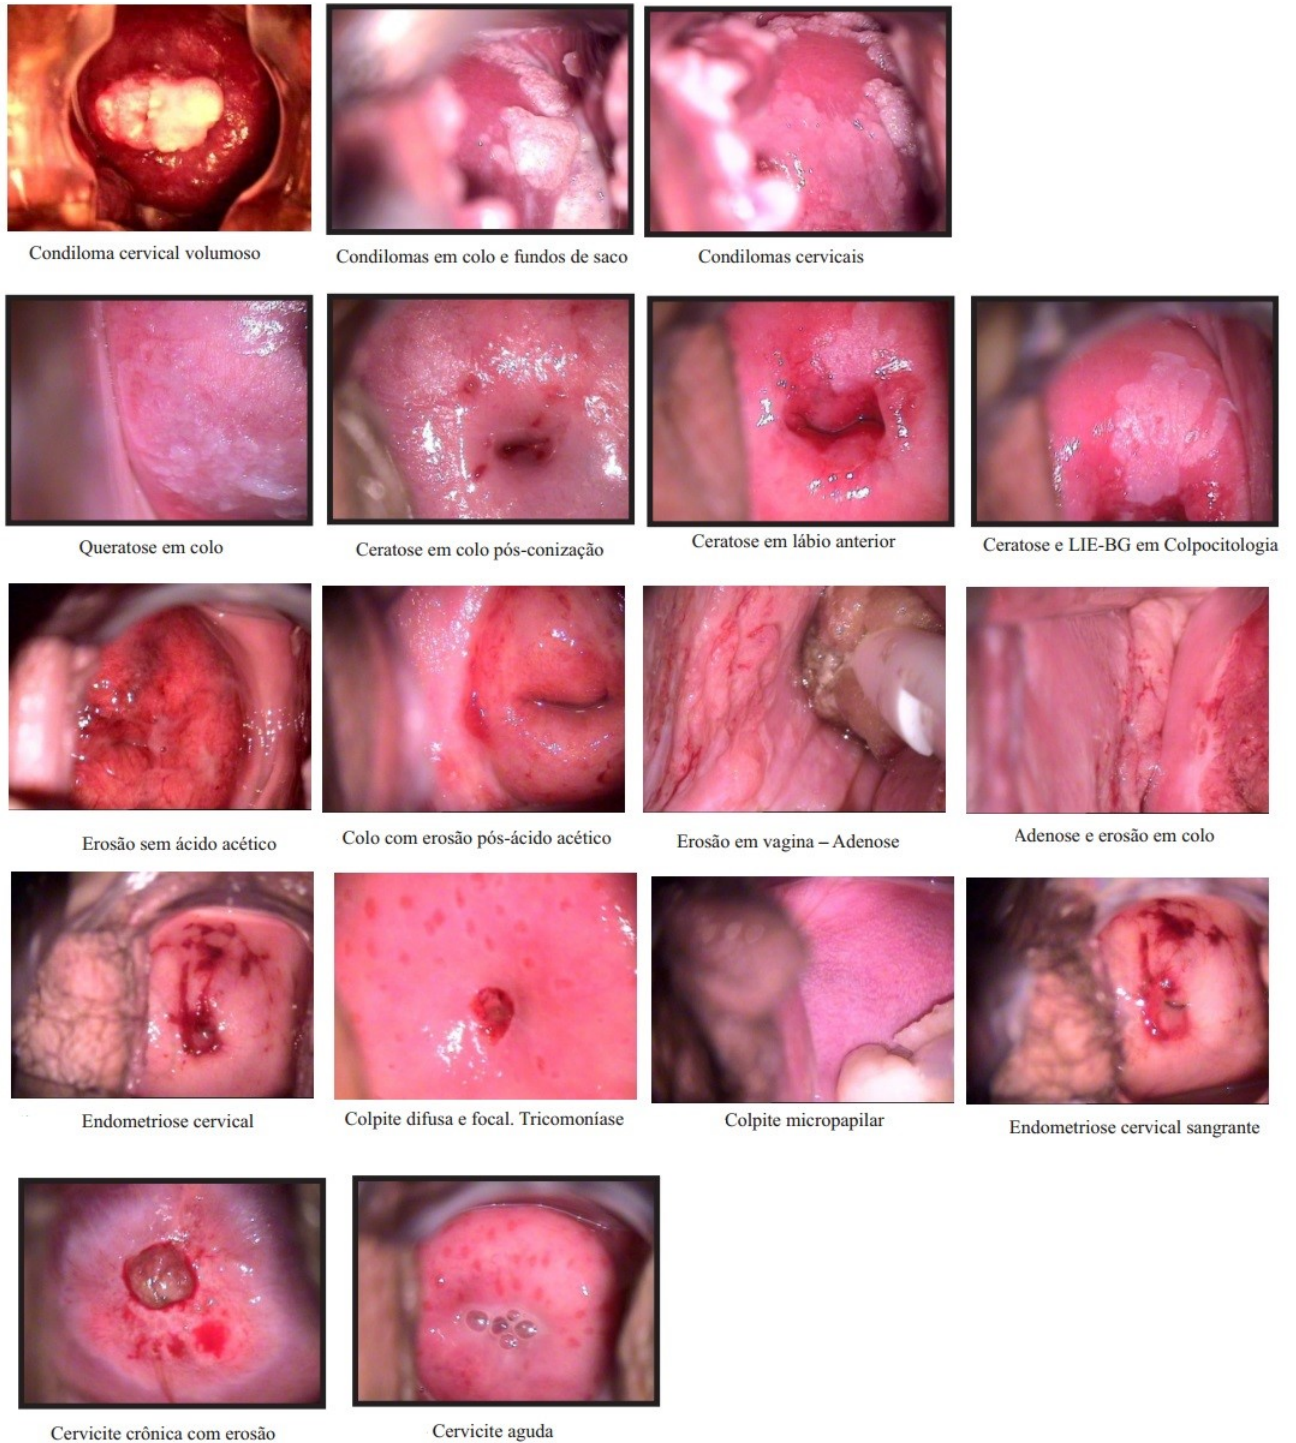 Condiloma cervical volumoso
Condilomas em colo e fundos de saco
Condilomas cervicais
Queratose em colo
Ceratose em colo pós-conização
Ceratose em lábio anterior
Ceratose e LIE-BG em Colpocitologia
Erosão sem ácido acético
Colo com erosão pós-ácido acético
Erosão em vagina – Adenose
Adenose e erosão em colo
Endometriose cervical
Colpite difusa e focal. Tricomoníase
Colpite micropapilar
Endometriose cervical sangrante
Cervicite crônica com erosão
Cervicite aguda